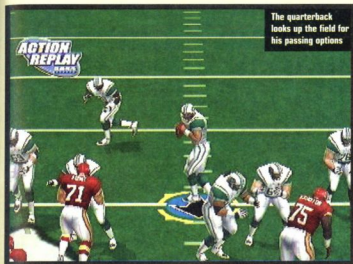 The quarterback
looks up the field for
his passing options
ACTION
REPLAY
71
75